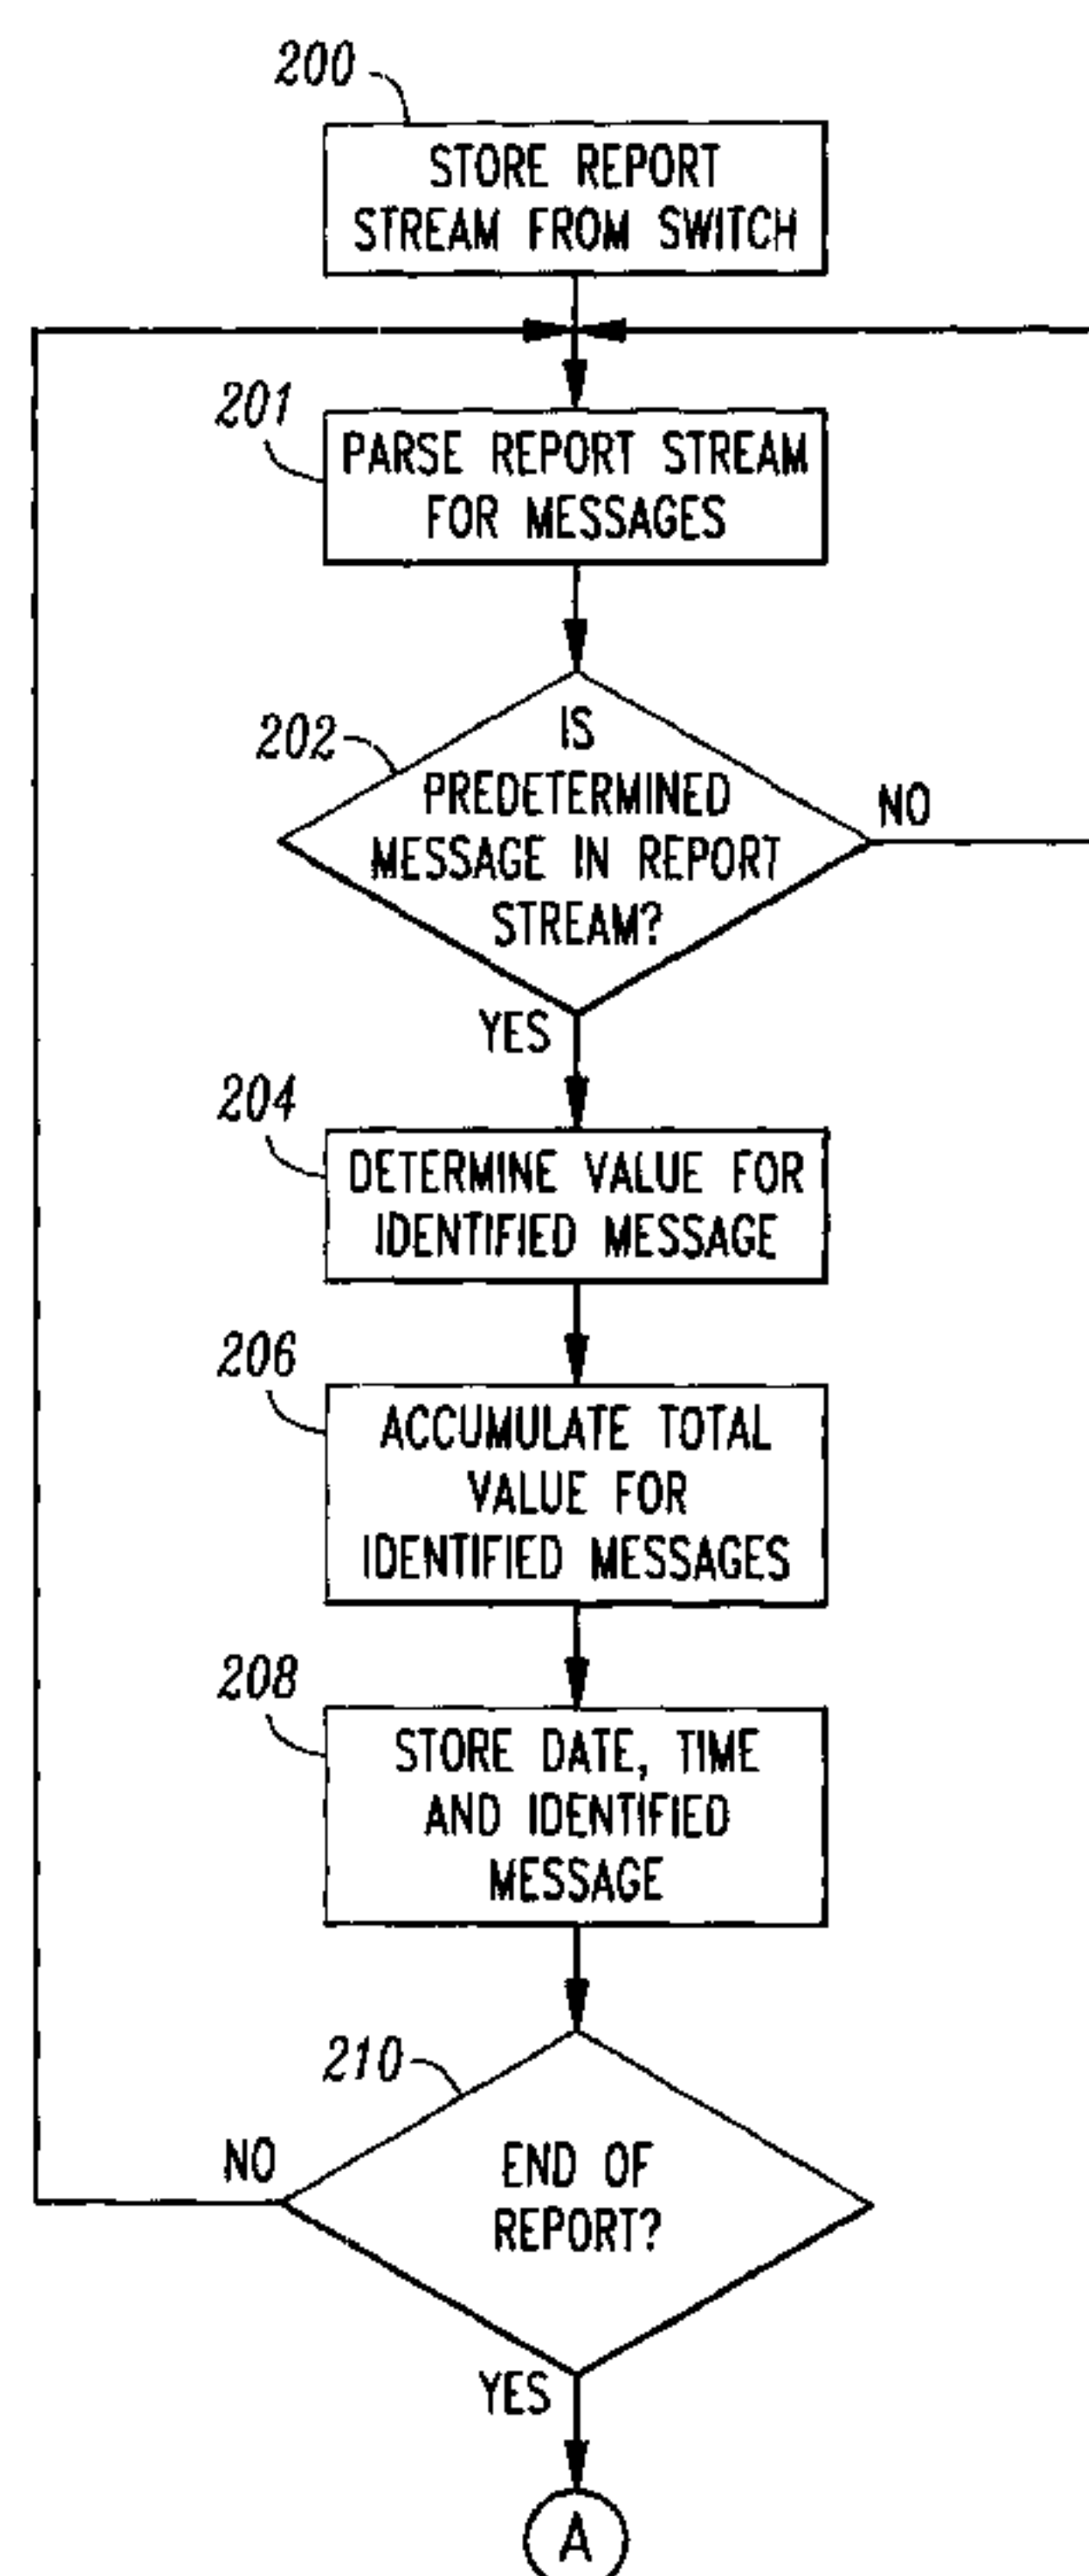 200
STORE REPORT
STREAM FROM SWITCH
201
PARSE REPORT STREAM
FOR MESSAGES
202
IS
PREDETERMINED
MESSAGE IN REPORT
STREAM?
NO
YES
204
DETERMINE VALUE FOR
IDENTIFIED MESSAGE
206
ACCUMULATE TOTAL
VALUE FOR
IDENTIFIED MESSAGES
208
STORE DATE, TIME
AND IDENTIFIED
MESSAGE
210
NO
END OF
REPORT?
YES
A